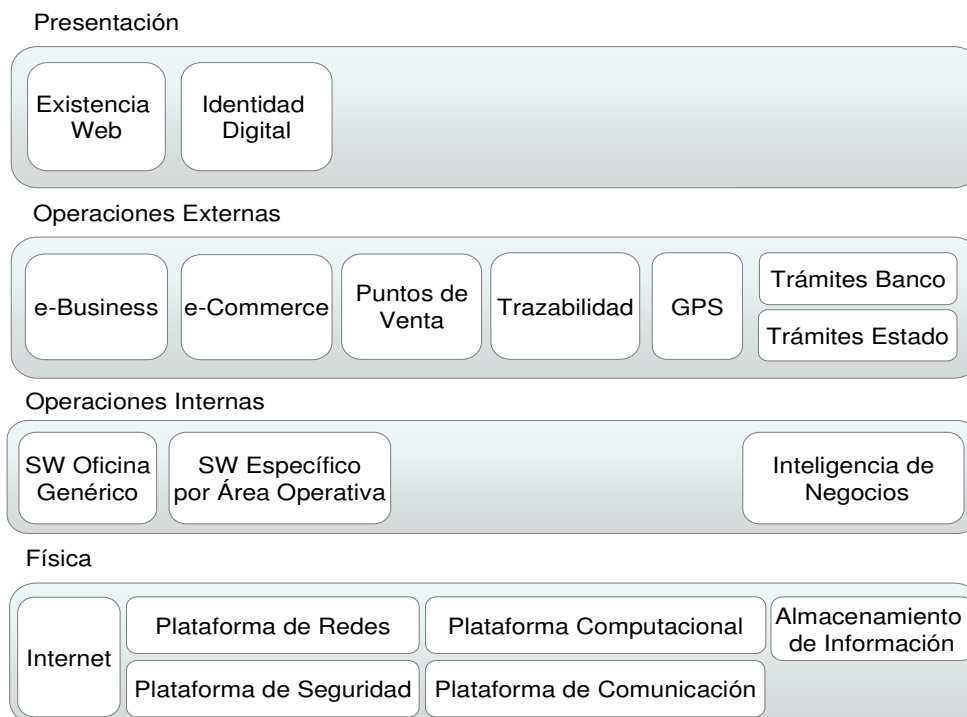 Presentación
Existencia
Web
Identidad
Digital
Operaciones Externas
e-Business
e-Commerce
Puntos de
Venta
Trazabilidad
GPS
Trámites Banco
Trámites Estado
Operaciones Internas
SW Oficina
Genérico
SW Específico
por Área Operativa
Inteligencia de
Negocios
Física
Internet
Plataforma de Redes
Plataforma Computacional
Almacenamiento
de Información
Plataforma de Seguridad
Plataforma de Comunicación